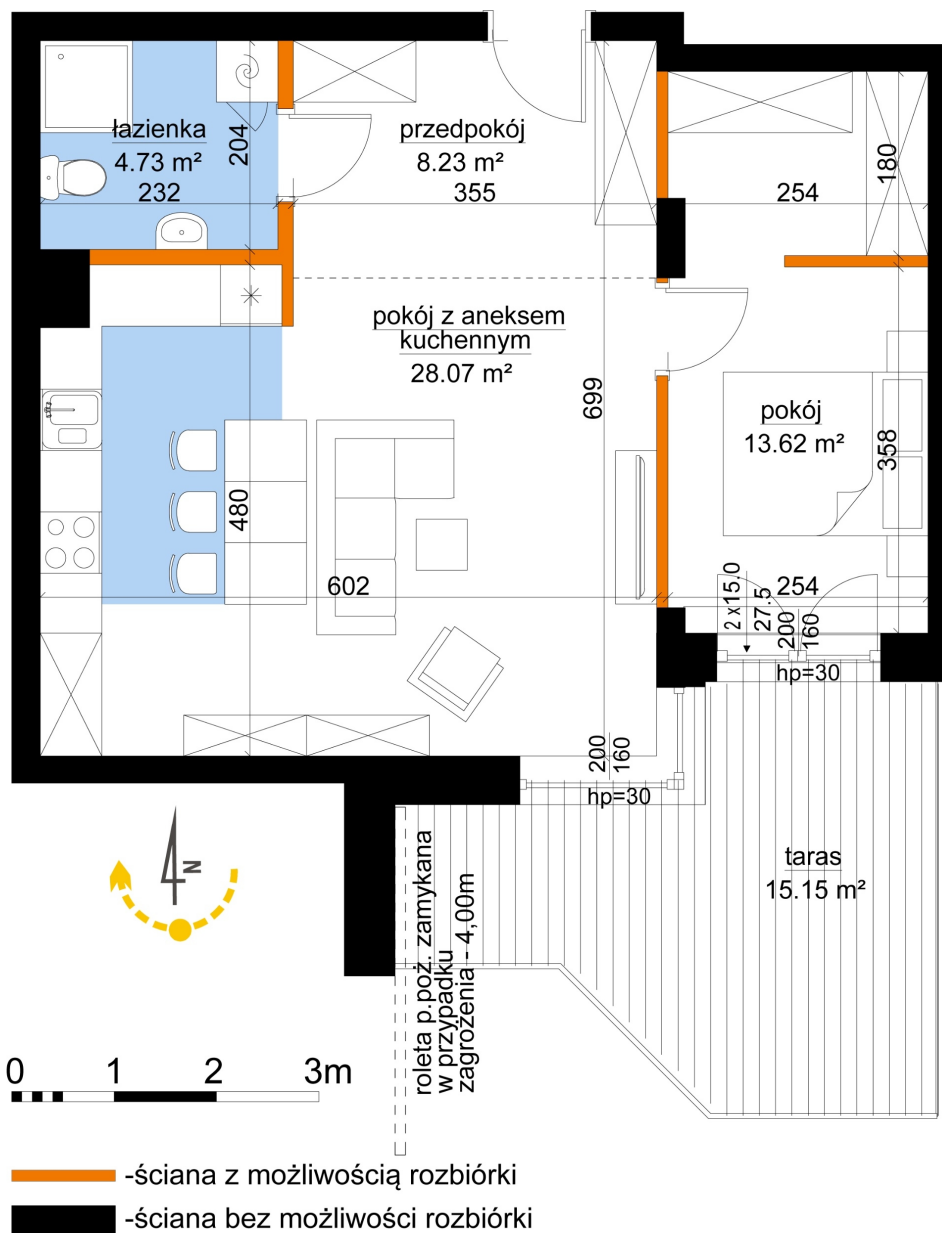 łazienka
4.73 m²
232
204
przedpokój
8.23 m²
355
254
180
pokój z aneksem
kuchennym
28.07 m²
699
pokój
13.62 m²
358
480
602
254
2 x15.0
27.5
200
160
hp=30
200
160
hp=30
taras
15.15 m²
N
roleta p.poż. zamykana
w przypadku
zagrożenia - 4,00m
0 1 2 3m
-ściana z możliwością rozbiórki
-ściana bez możliwości rozbiórki